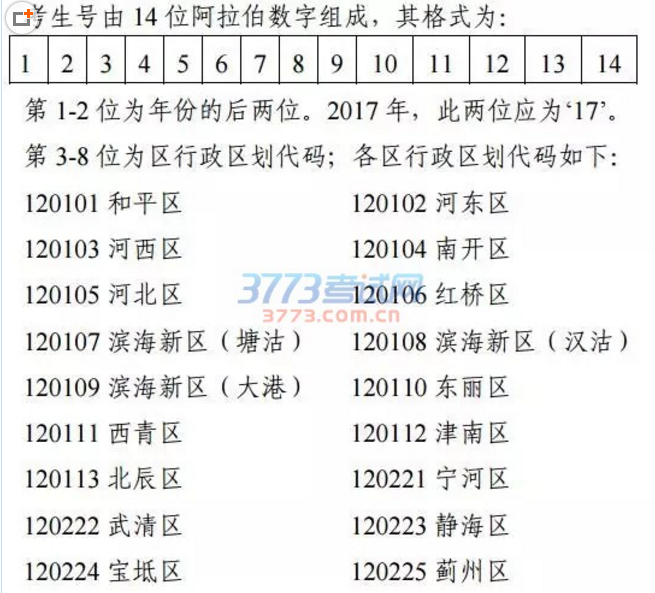 考生号由 14 位阿拉伯数字组成，其格式为：
1 2 3 4 5 6 7 8 9 10 11 12 13 14
第 1-2 位为年份的后两位。2017 年，此两位应为‘17’。
第 3-8 位为区行政区划代码；各区行政区划代码如下：
120101 和平区 120102 河东区
120103 河西区 120104 南开区
3773考试网
120105 河北区 120106 红桥区
3773.com.cn
120107 滨海新区（塘沽） 120108 滨海新区（汉沽）
120109 滨海新区（大港） 120110 东丽区
120111 西青区 120112 津南区
120113 北辰区 120221 宁河区
120222 武清区 120223 静海区
120224 宝坻区 120225 蓟州区